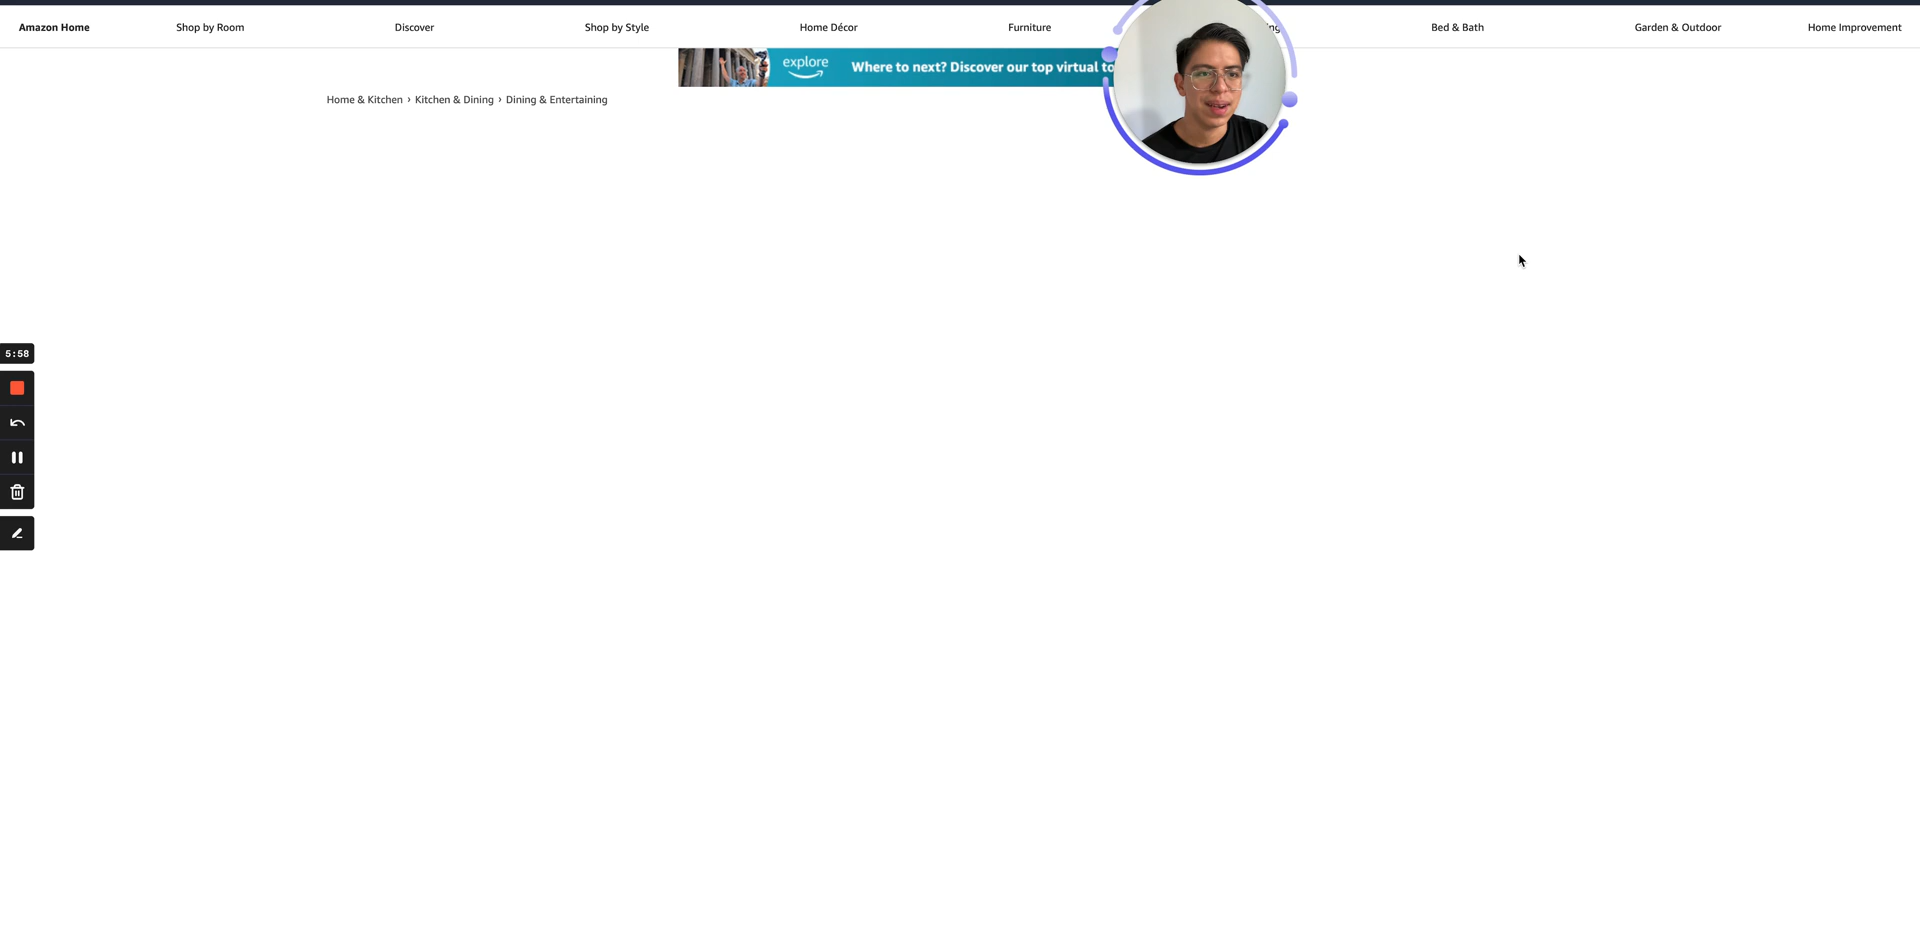 Amazon Home Shop by Room Discover Shop by Style Home Décor Furniture Bed & Bath Garden & Outdoor Home Improvement
explore Where to next? Discover our top virtual
Home & Kitchen › Kitchen & Dining › Dining & Entertaining
5:58